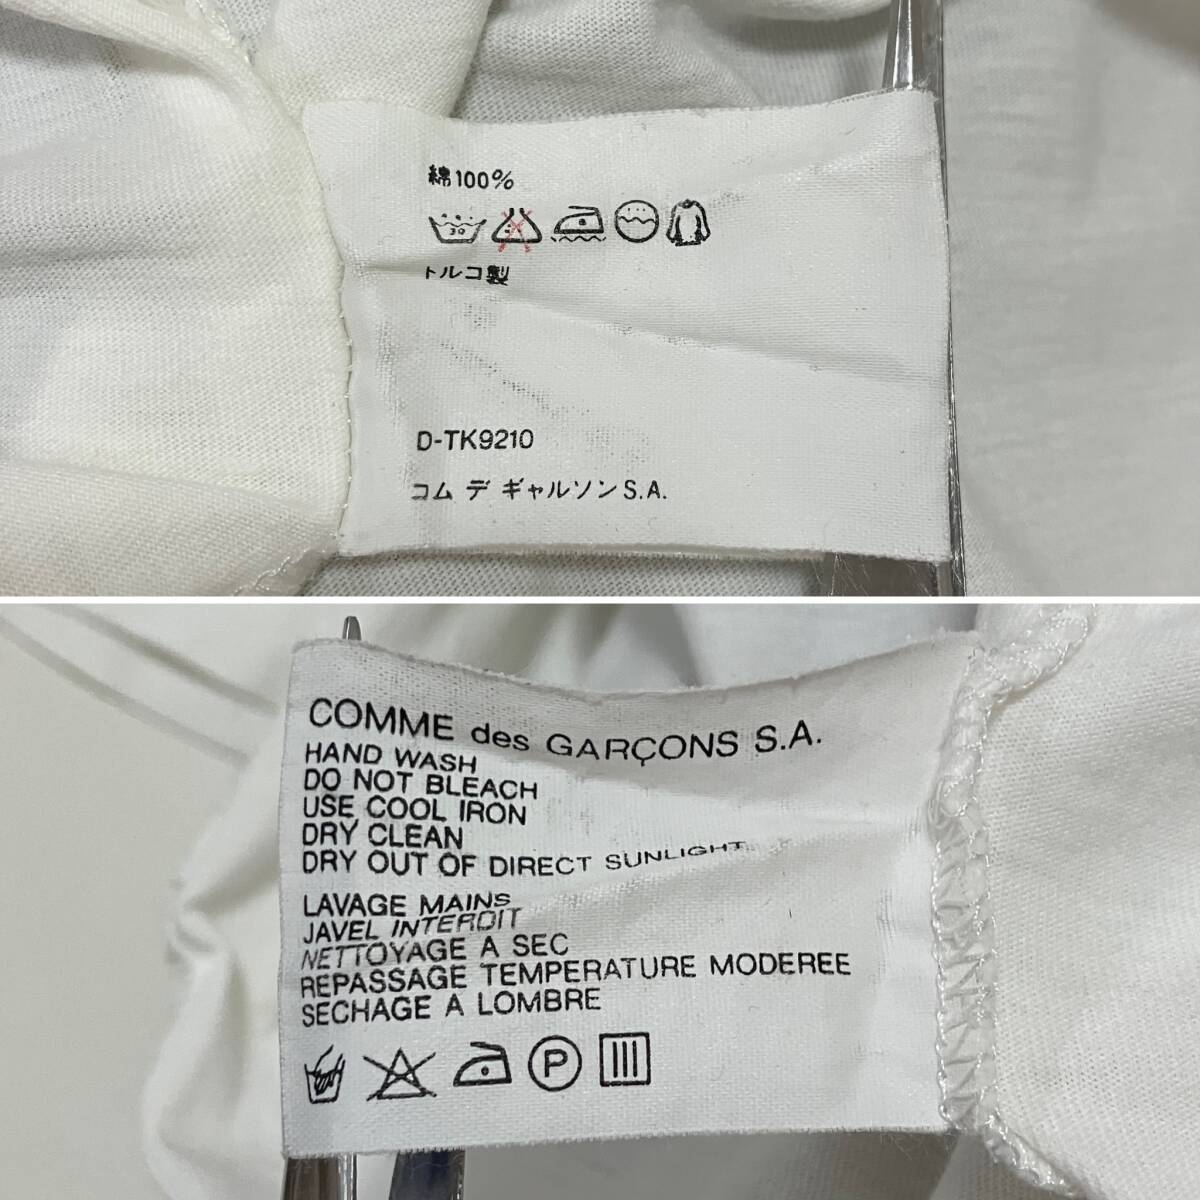 綿100%
30
トルコ製
D-TK9210
コム デ ギャルソン S.A.
COMME des GARÇONS S.A.
HAND WASH
DO NOT BLEACH
USE COOL IRON
DRY CLEAN
DRY OUT OF DIRECT SUNLIGHT
LAVAGE MAINS
JAVEL INTERDIT
NETTOYAGE A SEC
REPASSAGE TEMPERATURE MODEREE
SECHAGE A LOMBRE
P